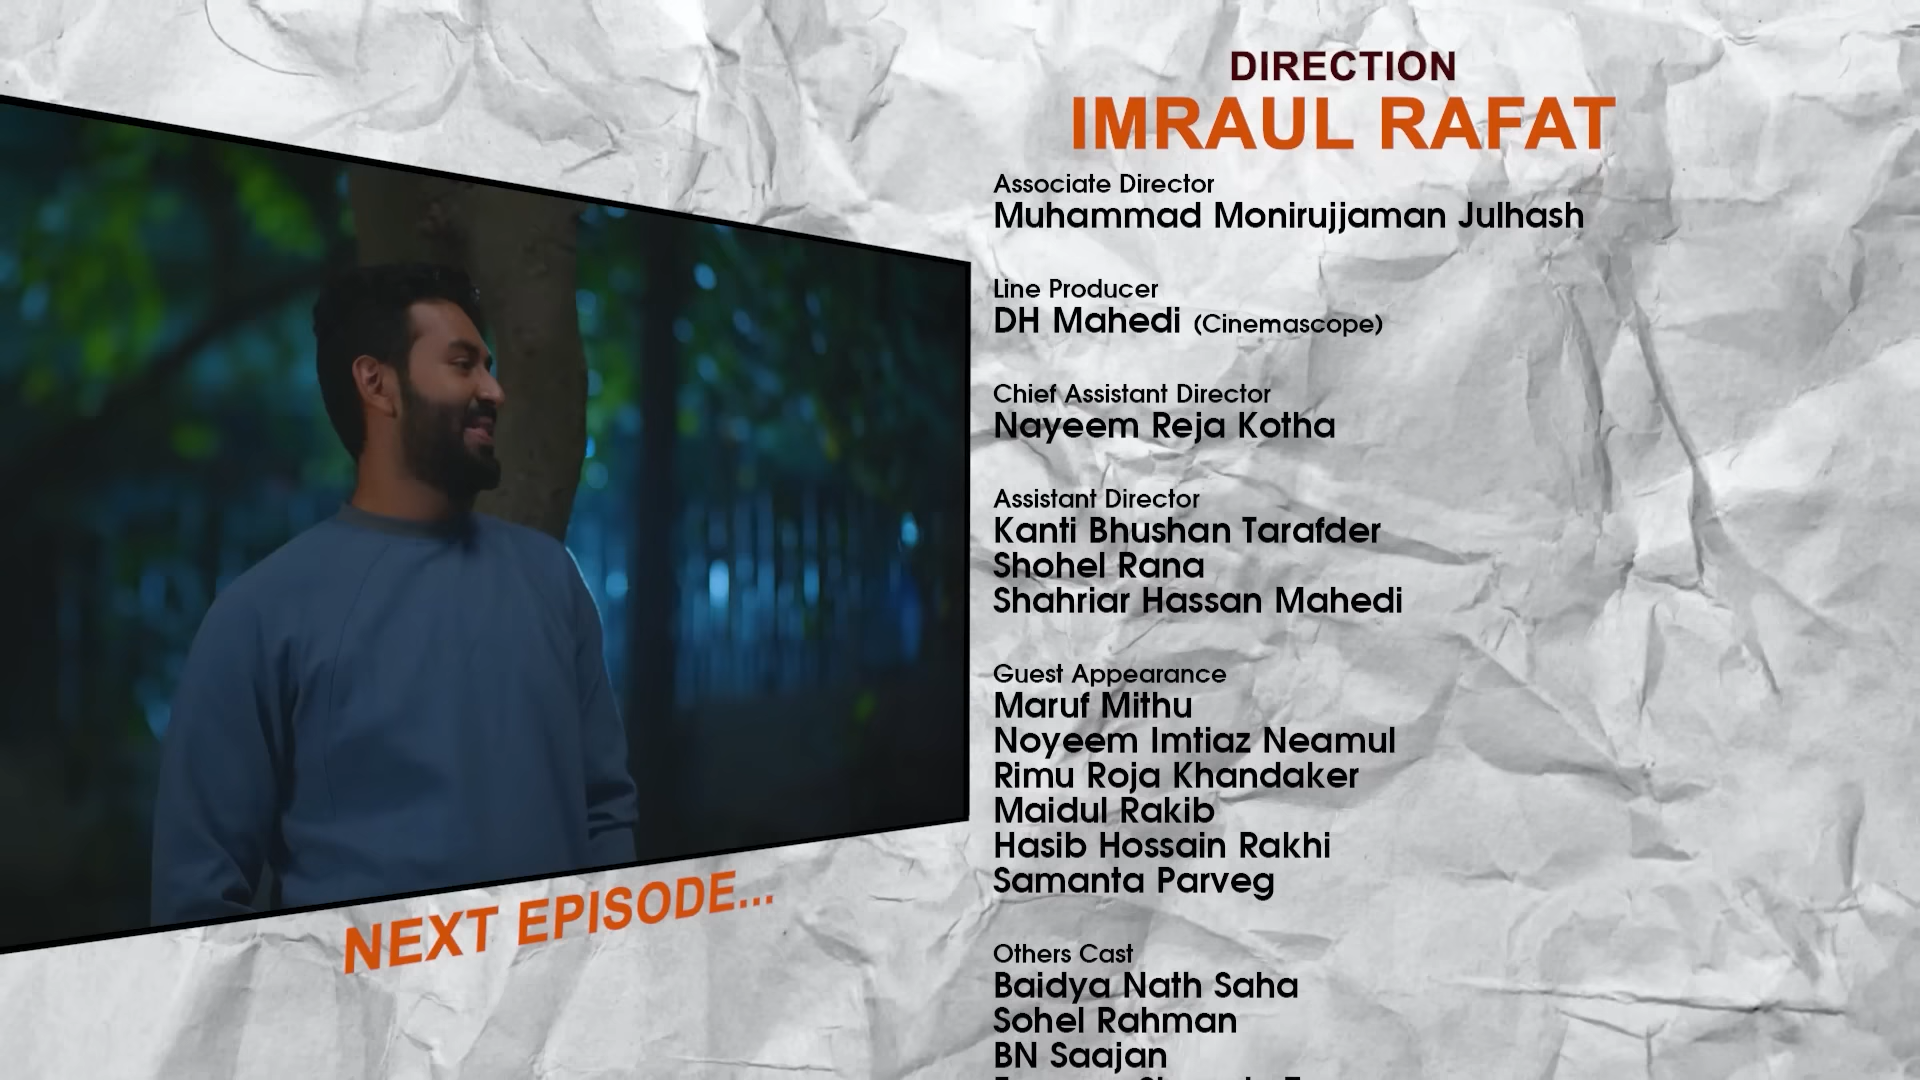 DIRECTION
IMRAUL RAFAT
Associate Director
Muhammad Monirujjaman Julhash
Line Producer
DH Mahedi (Cinemascope)
Chief Assistant Director
Nayeem Reja Kotha
Assistant Director
Kanti Bhushan Tarafder
Shohel Rana
Shahriar Hassan Mahedi
Guest Appearance
Maruf Mithu
Noyeem Imtiaz Neamul
Rimu Roja Khandaker
Maidul Rakib
Hasib Hossain Rakhi
Samanta Parveg
Others Cast
Baidya Nath Saha
Sohel Rahman
BN Saajan
NEXT EPISODE...